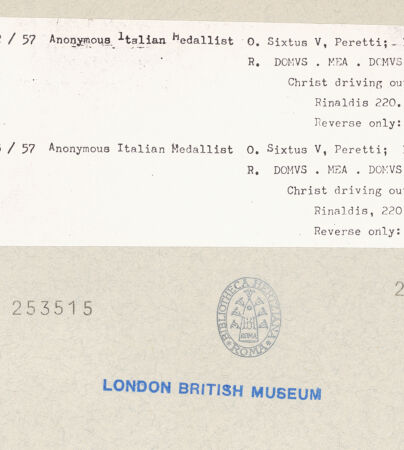 / 57 Anonymous Italian Medallist O. Sixtus V, Peretti;
R. DOMVS . MEA . DOMVS
Christ driving ou
Rinaldis 220.
Reverse only:
/ 57 Anonymous Italian Medallist O. Sixtus V, Peretti;
R. DOMVS . MEA . DOMVS
Christ driving ou
Rinaldis, 220
Reverse only:
253515
2
BIBLIOTHECA HERTZIANA
ROMA
ROMA
LONDON BRITISH MUSEUM